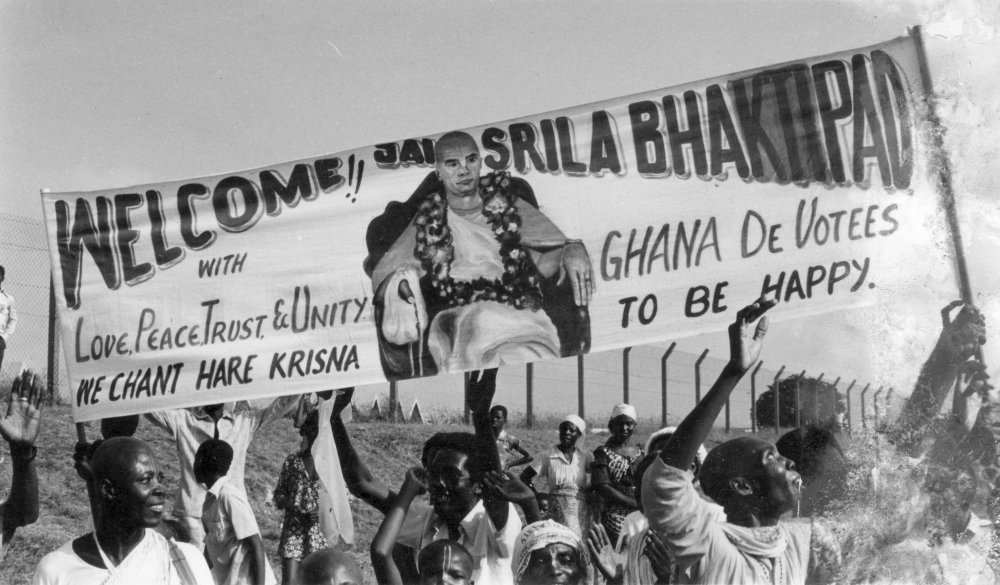 WELCOME!! JAI SRILA BHAKTIPAD
WITH
LOVE, PEACE, TRUST, & UNITY
WE CHANT HARE KRISNA
GHANA DE VOTEES
TO BE HAPPY.